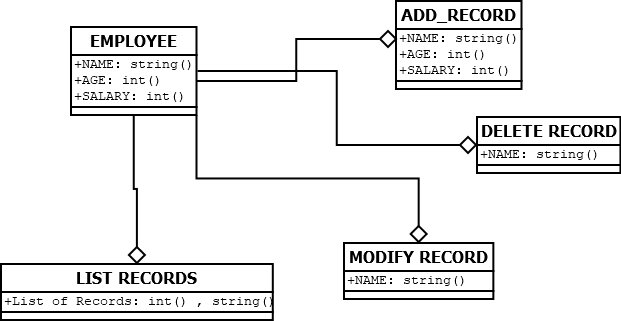 EMPLOYEE
+NAME: string()
+AGE: int()
+SALARY: int()
ADD_RECORD
+NAME: string()
+AGE: int()
+SALARY: int()
DELETE RECORD
+NAME: string()
MODIFY RECORD
+NAME: string()
LIST RECORDS
+List of Records: int() , string()